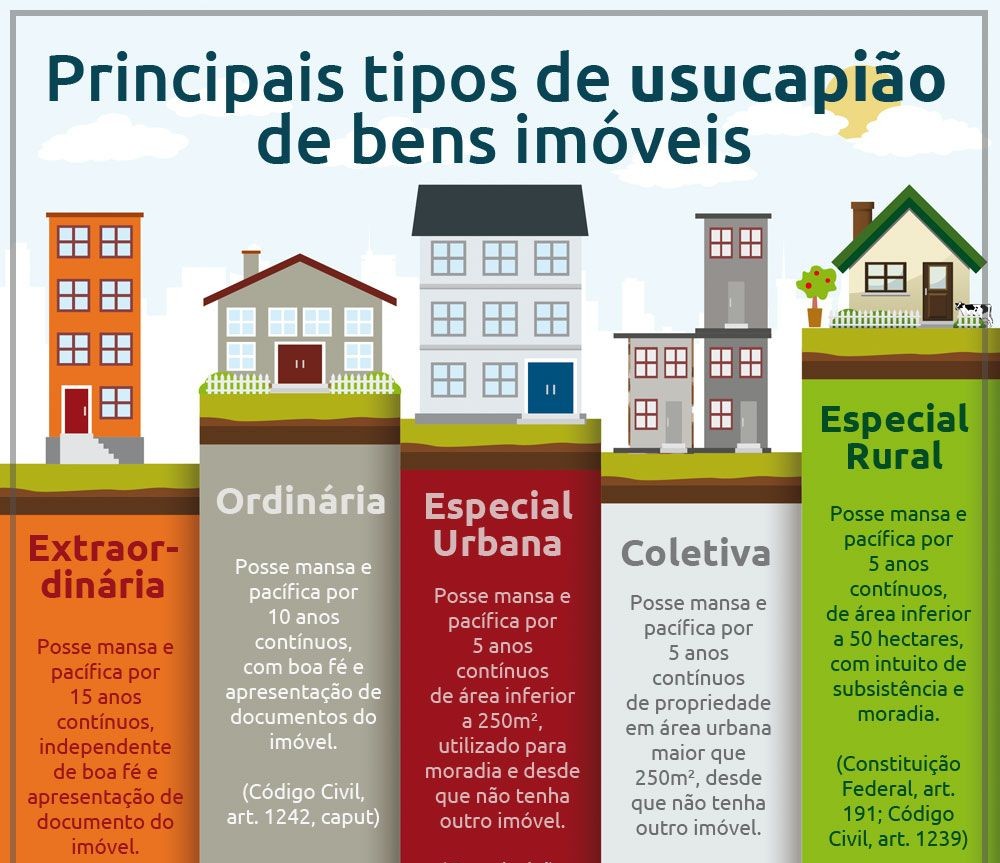 Principais tipos de usucapião
de bens imóveis
Extraor-
dinária
Posse mansa e
pacífica por
15 anos
contínuos,
independente
de boa fé e
apresentação de
documento do
imóvel.
Ordinária
Posse mansa e
pacífica por
10 anos
contínuos,
com boa fé e
apresentação de
documentos do
imóvel.
(Código Civil,
art. 1242, caput)
Especial
Urbana
Posse mansa e
pacífica por
5 anos
contínuos
de área inferior
a 250m²,
utilizado para
moradia e desde
que não tenha
outro imóvel.
Coletiva
Posse mansa e
pacífica por
5 anos
contínuos
de propriedade
em área urbana
maior que
250m², desde
que não tenha
outro imóvel.
Especial
Rural
Posse mansa e
pacífica por
5 anos
contínuos,
de área inferior
a 50 hectares,
com intuito de
subsistência e
moradia.
(Constituição
Federal, art.
191; Código
Civil, art. 1239)